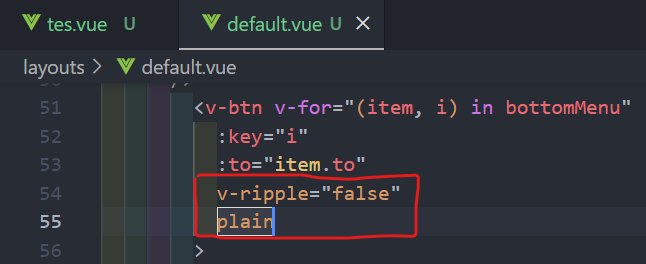 tes.vue U default.vue U ×
layouts > default.vue
51 <v-btn v-for="(item, i) in bottomMenu"
52 :key="i"
53 :to="item.to"
54 v-ripple="false"
55 plain
56 >